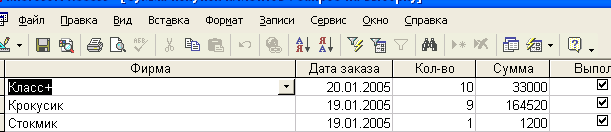 Файл Правка Вид Вставка Формат Записи Сервис Окно Справка
Фирма Дата заказа Кол-во Сумма Выпол
Класс+ 20.01.2005 10 33000
Крокусик 19.01.2005 9 164520
Стокмик 19.01.2005 1 1200